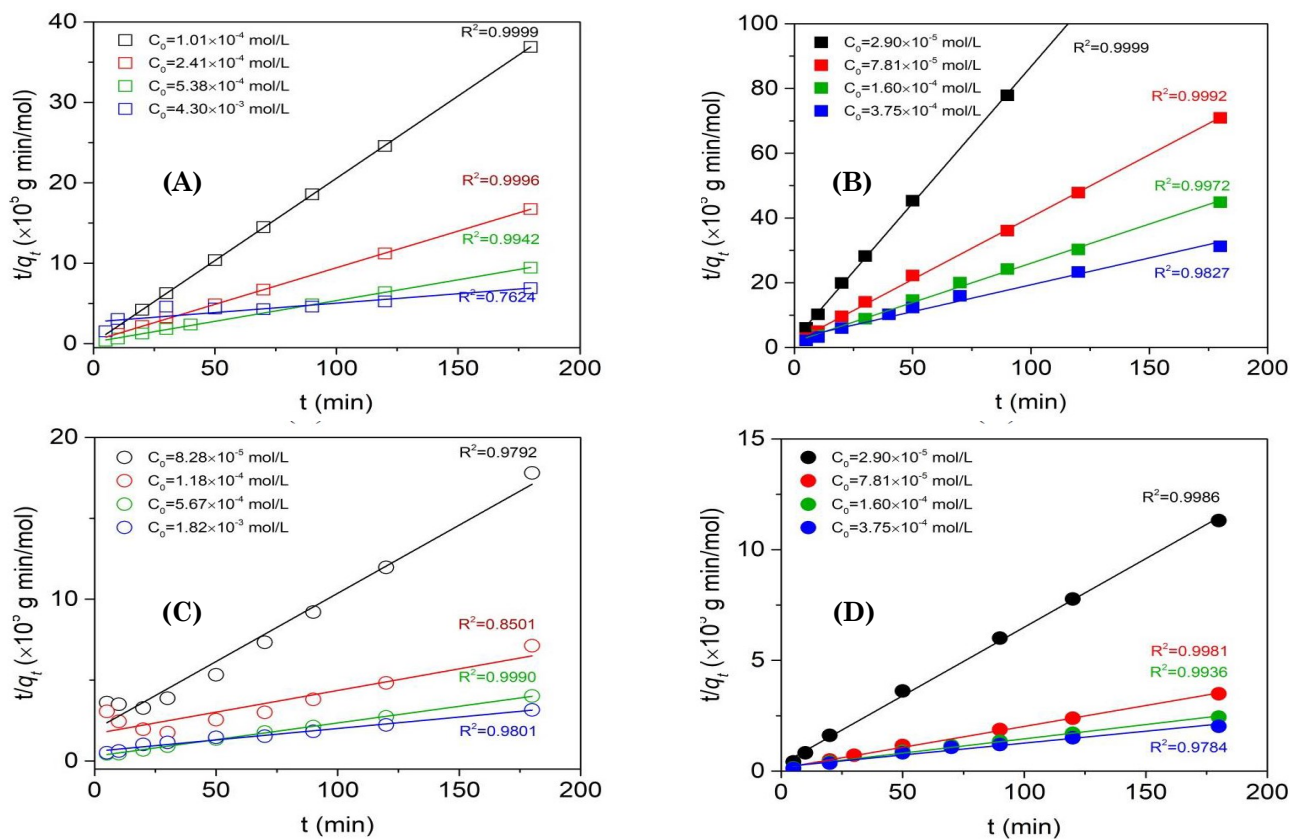 40
30
20
10
0
t/qₜ (g min/mol)
C₀=1.01×10⁻⁴ mol/L
C₀=2.41×10⁻⁴ mol/L
C₀=5.38×10⁻⁴ mol/L
C₀=4.30×10⁻³ mol/L
(A)
R²=0.9999
R²=0.9996
R²=0.9942
R²=0.7624
0 50 100 150 200
t (min)
100
80
60
40
20
0
t/qₜ (g min/mol)
C₀=2.90×10⁻⁵ mol/L
C₀=7.81×10⁻⁵ mol/L
C₀=1.60×10⁻⁴ mol/L
C₀=3.75×10⁻⁴ mol/L
(B)
R²=0.9999
R²=0.9992
R²=0.9972
R²=0.9827
0 50 100 150 200
t (min)
20
10
0
t/qₜ (g min/mol)
C₀=8.28×10⁻⁵ mol/L
C₀=1.18×10⁻⁴ mol/L
C₀=5.67×10⁻⁴ mol/L
C₀=1.82×10⁻³ mol/L
(C)
R²=0.9792
R²=0.8501
R²=0.9990
R²=0.9801
0 50 100 150 200
t (min)
15
10
5
0
t/qₜ (g min/mol)
C₀=2.90×10⁻⁵ mol/L
C₀=7.81×10⁻⁵ mol/L
C₀=1.60×10⁻⁴ mol/L
C₀=3.75×10⁻⁴ mol/L
(D)
R²=0.9986
R²=0.9981
R²=0.9936
R²=0.9784
0 50 100 150 200
t (min)